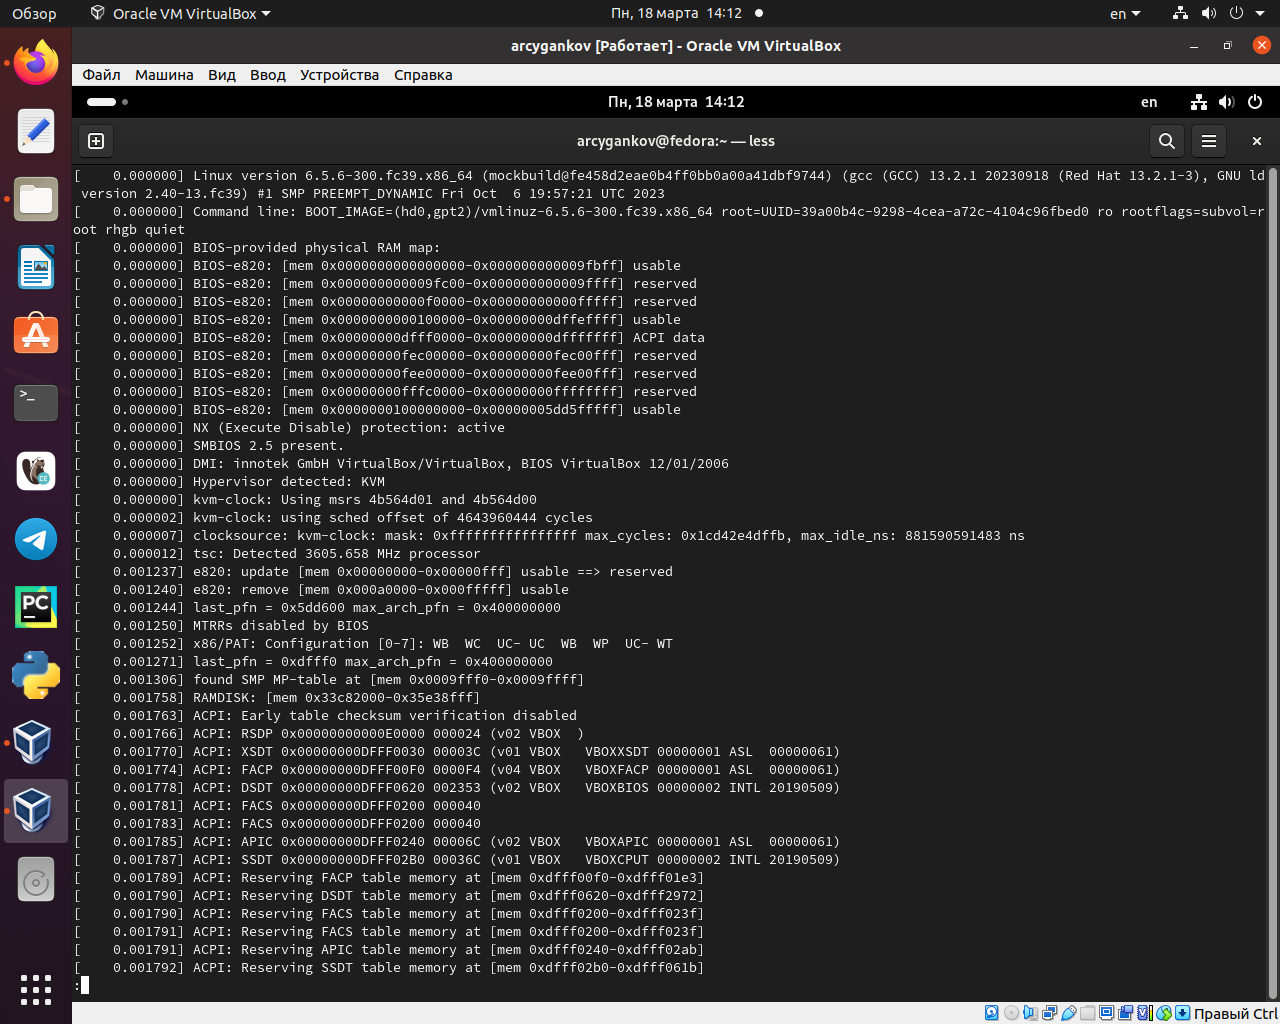 Обзор
Oracle VM VirtualBox
Пн, 18 марта 14:12
en
arcygankov [Работает] - Oracle VM VirtualBox
Файл Машина Вид Ввод Устройства Справка
Пн, 18 марта 14:12
en
arcygankov@fedora:~ — less
[    0.000000] Linux version 6.5.6-300.fc39.x86_64 (mockbuild@fe458d2eae0b4ff0bb0a00a41dbf9744) (gcc (GCC) 13.2.1 20230918 (Red Hat 13.2.1-3), GNU ld
 version 2.40-13.fc39) #1 SMP PREEMPT_DYNAMIC Fri Oct  6 19:57:21 UTC 2023
[    0.000000] Command line: BOOT_IMAGE=(hd0,gpt2)/vmlinuz-6.5.6-300.fc39.x86_64 root=UUID=39a00b4c-9298-4cea-a72c-4104c96fbed0 ro rootflags=subvol=r
oot rhgb quiet
[    0.000000] BIOS-provided physical RAM map:
[    0.000000] BIOS-e820: [mem 0x0000000000000000-0x000000000009fbff] usable
[    0.000000] BIOS-e820: [mem 0x000000000009fc00-0x000000000009ffff] reserved
[    0.000000] BIOS-e820: [mem 0x00000000000f0000-0x00000000000fffff] reserved
[    0.000000] BIOS-e820: [mem 0x0000000000100000-0x00000000dffeffff] usable
[    0.000000] BIOS-e820: [mem 0x00000000dfff0000-0x00000000dfffffff] ACPI data
[    0.000000] BIOS-e820: [mem 0x00000000fec00000-0x00000000fec00fff] reserved
[    0.000000] BIOS-e820: [mem 0x00000000fee00000-0x00000000fee00fff] reserved
[    0.000000] BIOS-e820: [mem 0x00000000fffc0000-0x00000000ffffffff] reserved
[    0.000000] BIOS-e820: [mem 0x0000000100000000-0x00000005dd5fffff] usable
[    0.000000] NX (Execute Disable) protection: active
[    0.000000] SMBIOS 2.5 present.
[    0.000000] DMI: innotek GmbH VirtualBox/VirtualBox, BIOS VirtualBox 12/01/2006
[    0.000000] Hypervisor detected: KVM
[    0.000000] kvm-clock: Using msrs 4b564d01 and 4b564d00
[    0.000002] kvm-clock: using sched offset of 4643960444 cycles
[    0.000007] clocksource: kvm-clock: mask: 0xffffffffffffffff max_cycles: 0x1cd42e4dffb, max_idle_ns: 881590591483 ns
[    0.000012] tsc: Detected 3605.658 MHz processor
[    0.001237] e820: update [mem 0x00000000-0x00000fff] usable ==> reserved
[    0.001240] e820: remove [mem 0x000a0000-0x000fffff] usable
[    0.001244] last_pfn = 0x5dd600 max_arch_pfn = 0x400000000
[    0.001250] MTRRs disabled by BIOS
[    0.001252] x86/PAT: Configuration [0-7]: WB  WC  UC- UC  WB  WP  UC- WT
[    0.001271] last_pfn = 0xdfff0 max_arch_pfn = 0x400000000
[    0.001306] found SMP MP-table at [mem 0x0009fff0-0x0009ffff]
[    0.001758] RAMDISK: [mem 0x33c82000-0x35e38fff]
[    0.001763] ACPI: Early table checksum verification disabled
[    0.001766] ACPI: RSDP 0x00000000000E0000 000024 (v02 VBOX  )
[    0.001770] ACPI: XSDT 0x00000000DFFF0030 00003C (v01 VBOX   VBOXXSDT 00000001 ASL  00000061)
[    0.001774] ACPI: FACP 0x00000000DFFF00F0 0000F4 (v04 VBOX   VBOXFACP 00000001 ASL  00000061)
[    0.001778] ACPI: DSDT 0x00000000DFFF0620 002353 (v02 VBOX   VBOXBIOS 00000002 INTL 20190509)
[    0.001781] ACPI: FACS 0x00000000DFFF0200 000040
[    0.001783] ACPI: FACS 0x00000000DFFF0200 000040
[    0.001785] ACPI: APIC 0x00000000DFFF0240 00006C (v02 VBOX   VBOXAPIC 00000001 ASL  00000061)
[    0.001787] ACPI: SSDT 0x00000000DFFF02B0 00036C (v01 VBOX   VBOXCPUT 00000002 INTL 20190509)
[    0.001789] ACPI: Reserving FACP table memory at [mem 0xdfff00f0-0xdfff01e3]
[    0.001790] ACPI: Reserving DSDT table memory at [mem 0xdfff0620-0xdfff2972]
[    0.001790] ACPI: Reserving FACS table memory at [mem 0xdfff0200-0xdfff023f]
[    0.001791] ACPI: Reserving FACS table memory at [mem 0xdfff0200-0xdfff023f]
[    0.001791] ACPI: Reserving APIC table memory at [mem 0xdfff0240-0xdfff02ab]
[    0.001792] ACPI: Reserving SSDT table memory at [mem 0xdfff02b0-0xdfff061b]
:
Правый Ctrl
>_
CE
PC